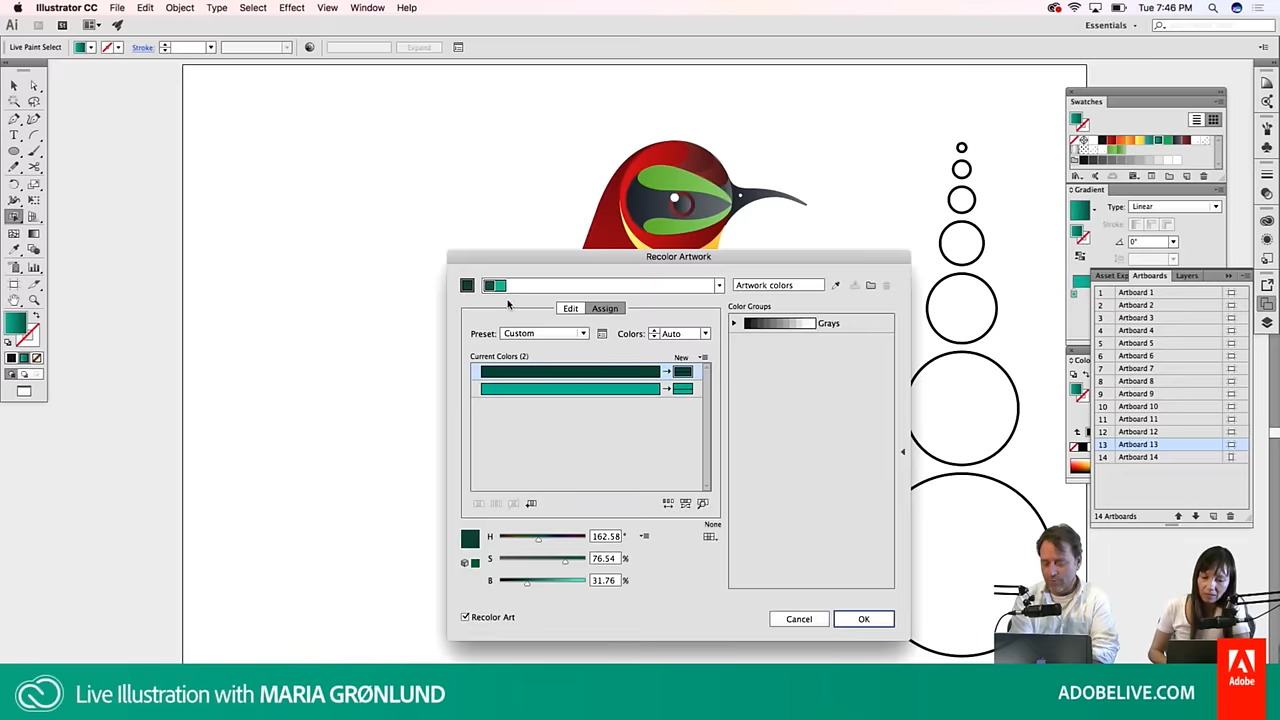 Illustrator CC File Edit Object Type Select Effect View Window Help
Tue 7:46 PM
Ai
St
Essentials
Live Paint Select
Stroke:
Expand
Swatches
Gradient
Type: Linear
Stroke:
0°
Asset Exp Artboards Layers
1 Artboard 1
2 Artboard 2
3 Artboard 3
4 Artboard 4
5 Artboard 5
6 Artboard 6
7 Artboard 7
8 Artboard 8
9 Artboard 9
10 Artboard 10
11 Artboard 11
12 Artboard 12
13 Artboard 13
14 Artboard 14
14 Artboards
Colo
Recolor Artwork
Artwork colors
Edit Assign
Color Groups
Grays
Preset: Custom
Colors: Auto
Current Colors (2)
New
None
H 162.58 °
S 76.54 %
B 31.76 %
Recolor Art
Cancel
OK
Live Illustration with MARIA GRØNLUND
ADOBELIVE.COM
Adobe